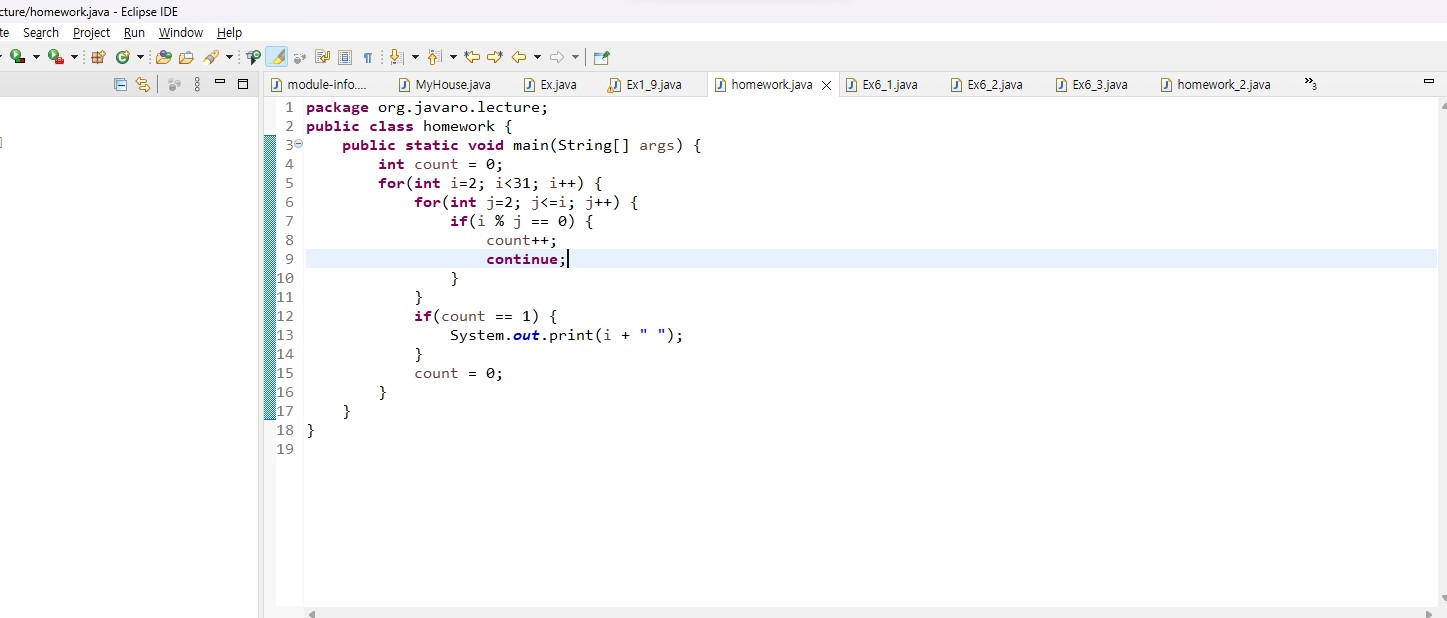 cture/homework.java - Eclipse IDE
te Search Project Run Window Help
module-info.... MyHouse.java Ex.java Ex1_9.java homework.java Ex6_1.java Ex6_2.java Ex6_3.java homework_2.java »3
1 package org.javaro.lecture;
2 public class homework {
3 public static void main(String[] args) {
4 int count = 0;
5 for(int i=2; i<31; i++) {
6 for(int j=2; j<=i; j++) {
7 if(i % j == 0) {
8 count++;
9 continue;
10 }
11 }
12 if(count == 1) {
13 System.out.print(i + " ");
14 }
15 count = 0;
16 }
17 }
18 }
19